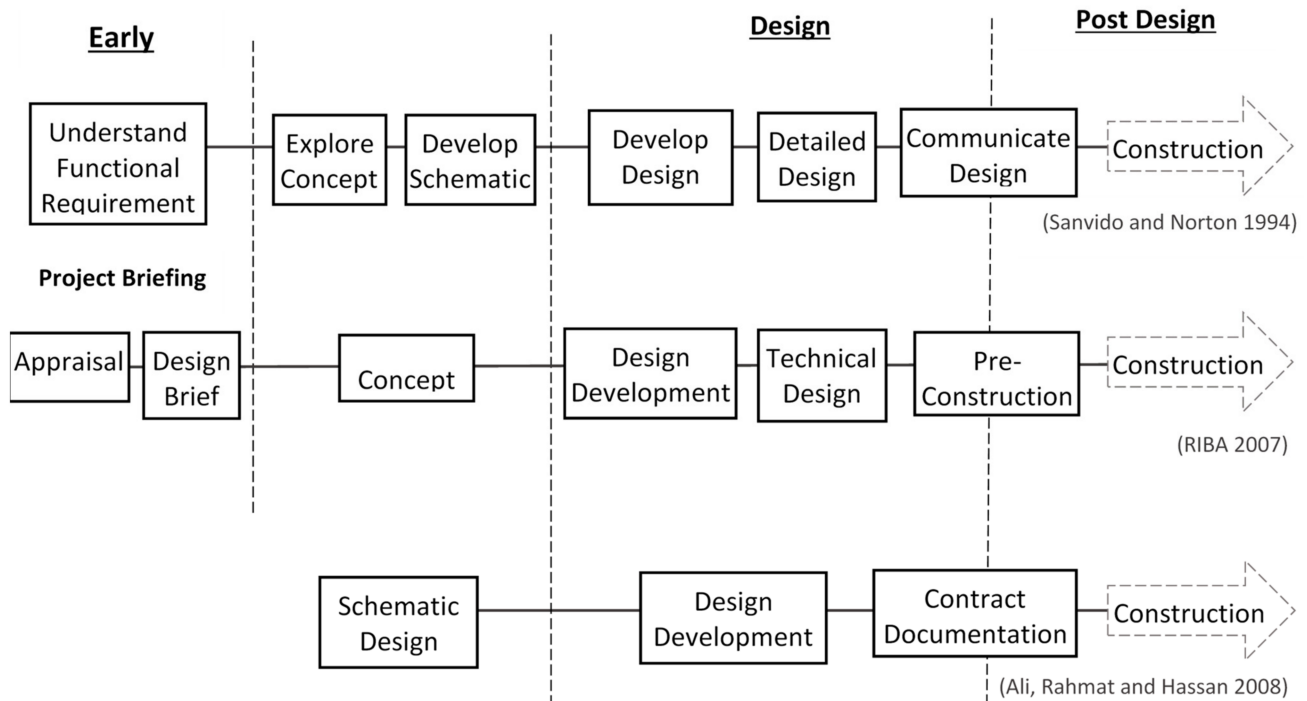 Early
Design
Post Design
Understand
Functional
Requirement
Explore
Concept
Develop
Schematic
Develop
Design
Detailed
Design
Communicate
Design
Construction
(Sanvido and Norton 1994)
Project Briefing
Appraisal
Design
Brief
Concept
Design
Development
Technical
Design
Pre-
Construction
Construction
(RIBA 2007)
Schematic
Design
Design
Development
Contract
Documentation
Construction
(Ali, Rahmat and Hassan 2008)